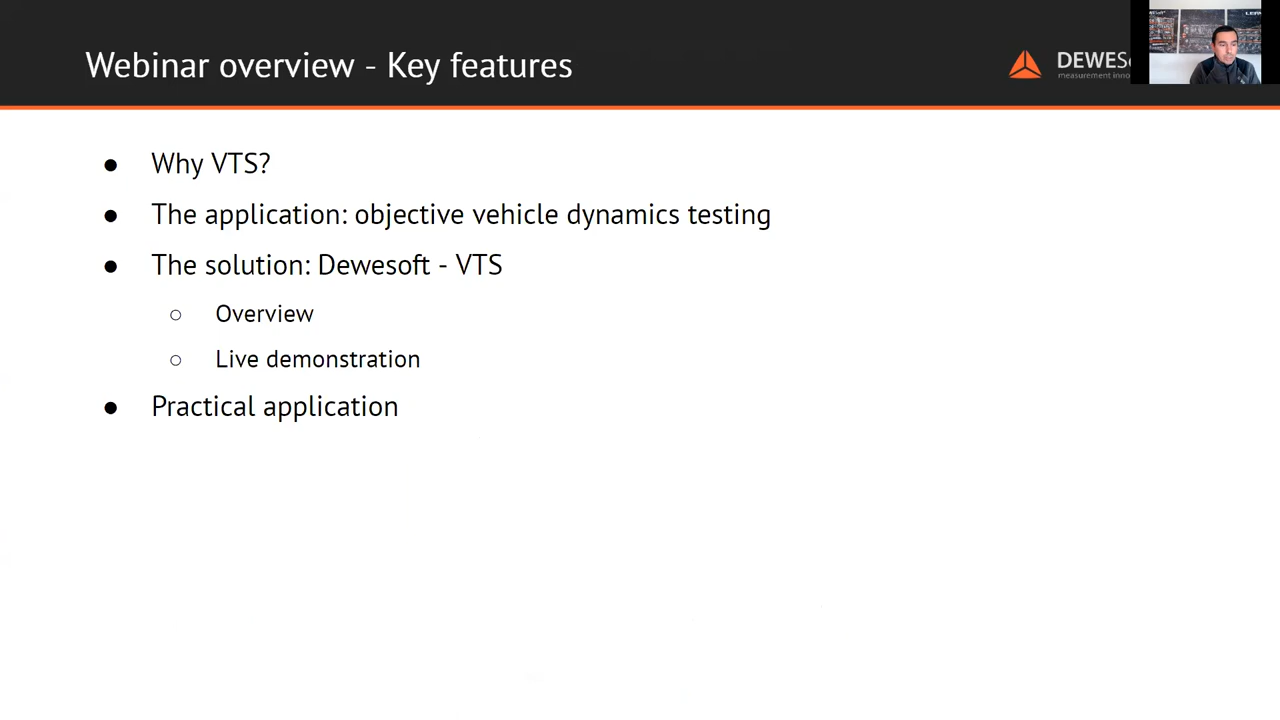 Webinar overview - Key features
measurement
● Why VTS?
● The application: objective vehicle dynamics testing
● The solution: Dewesoft - VTS
○ Overview
○ Live demonstration
● Practical application